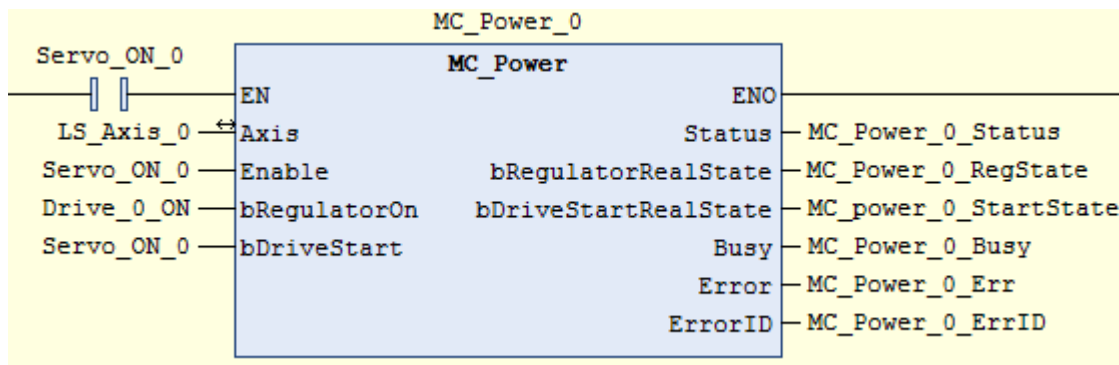 MC_Power_0
Servo_ON_0
MC_Power
EN ENO
LS_Axis_0 Axis Status MC_Power_0_Status
Servo_ON_0 Enable bRegulatorRealState MC_Power_0_RegState
Drive_0_ON bRegulatorOn bDriveStartRealState MC_power_0_StartState
Servo_ON_0 bDriveStart Busy MC_Power_0_Busy
Error MC_Power_0_Err
ErrorID MC_Power_0_ErrID